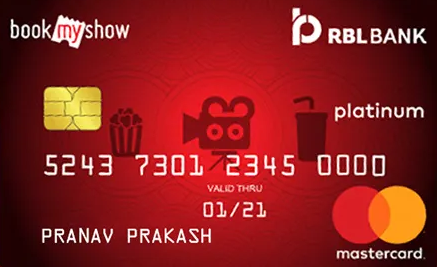 bookmyshow
RBL BANK
platinum
5243 7301 2345 0000
VALID THRU
01/21
PRANAV PRAKASH
mastercard.